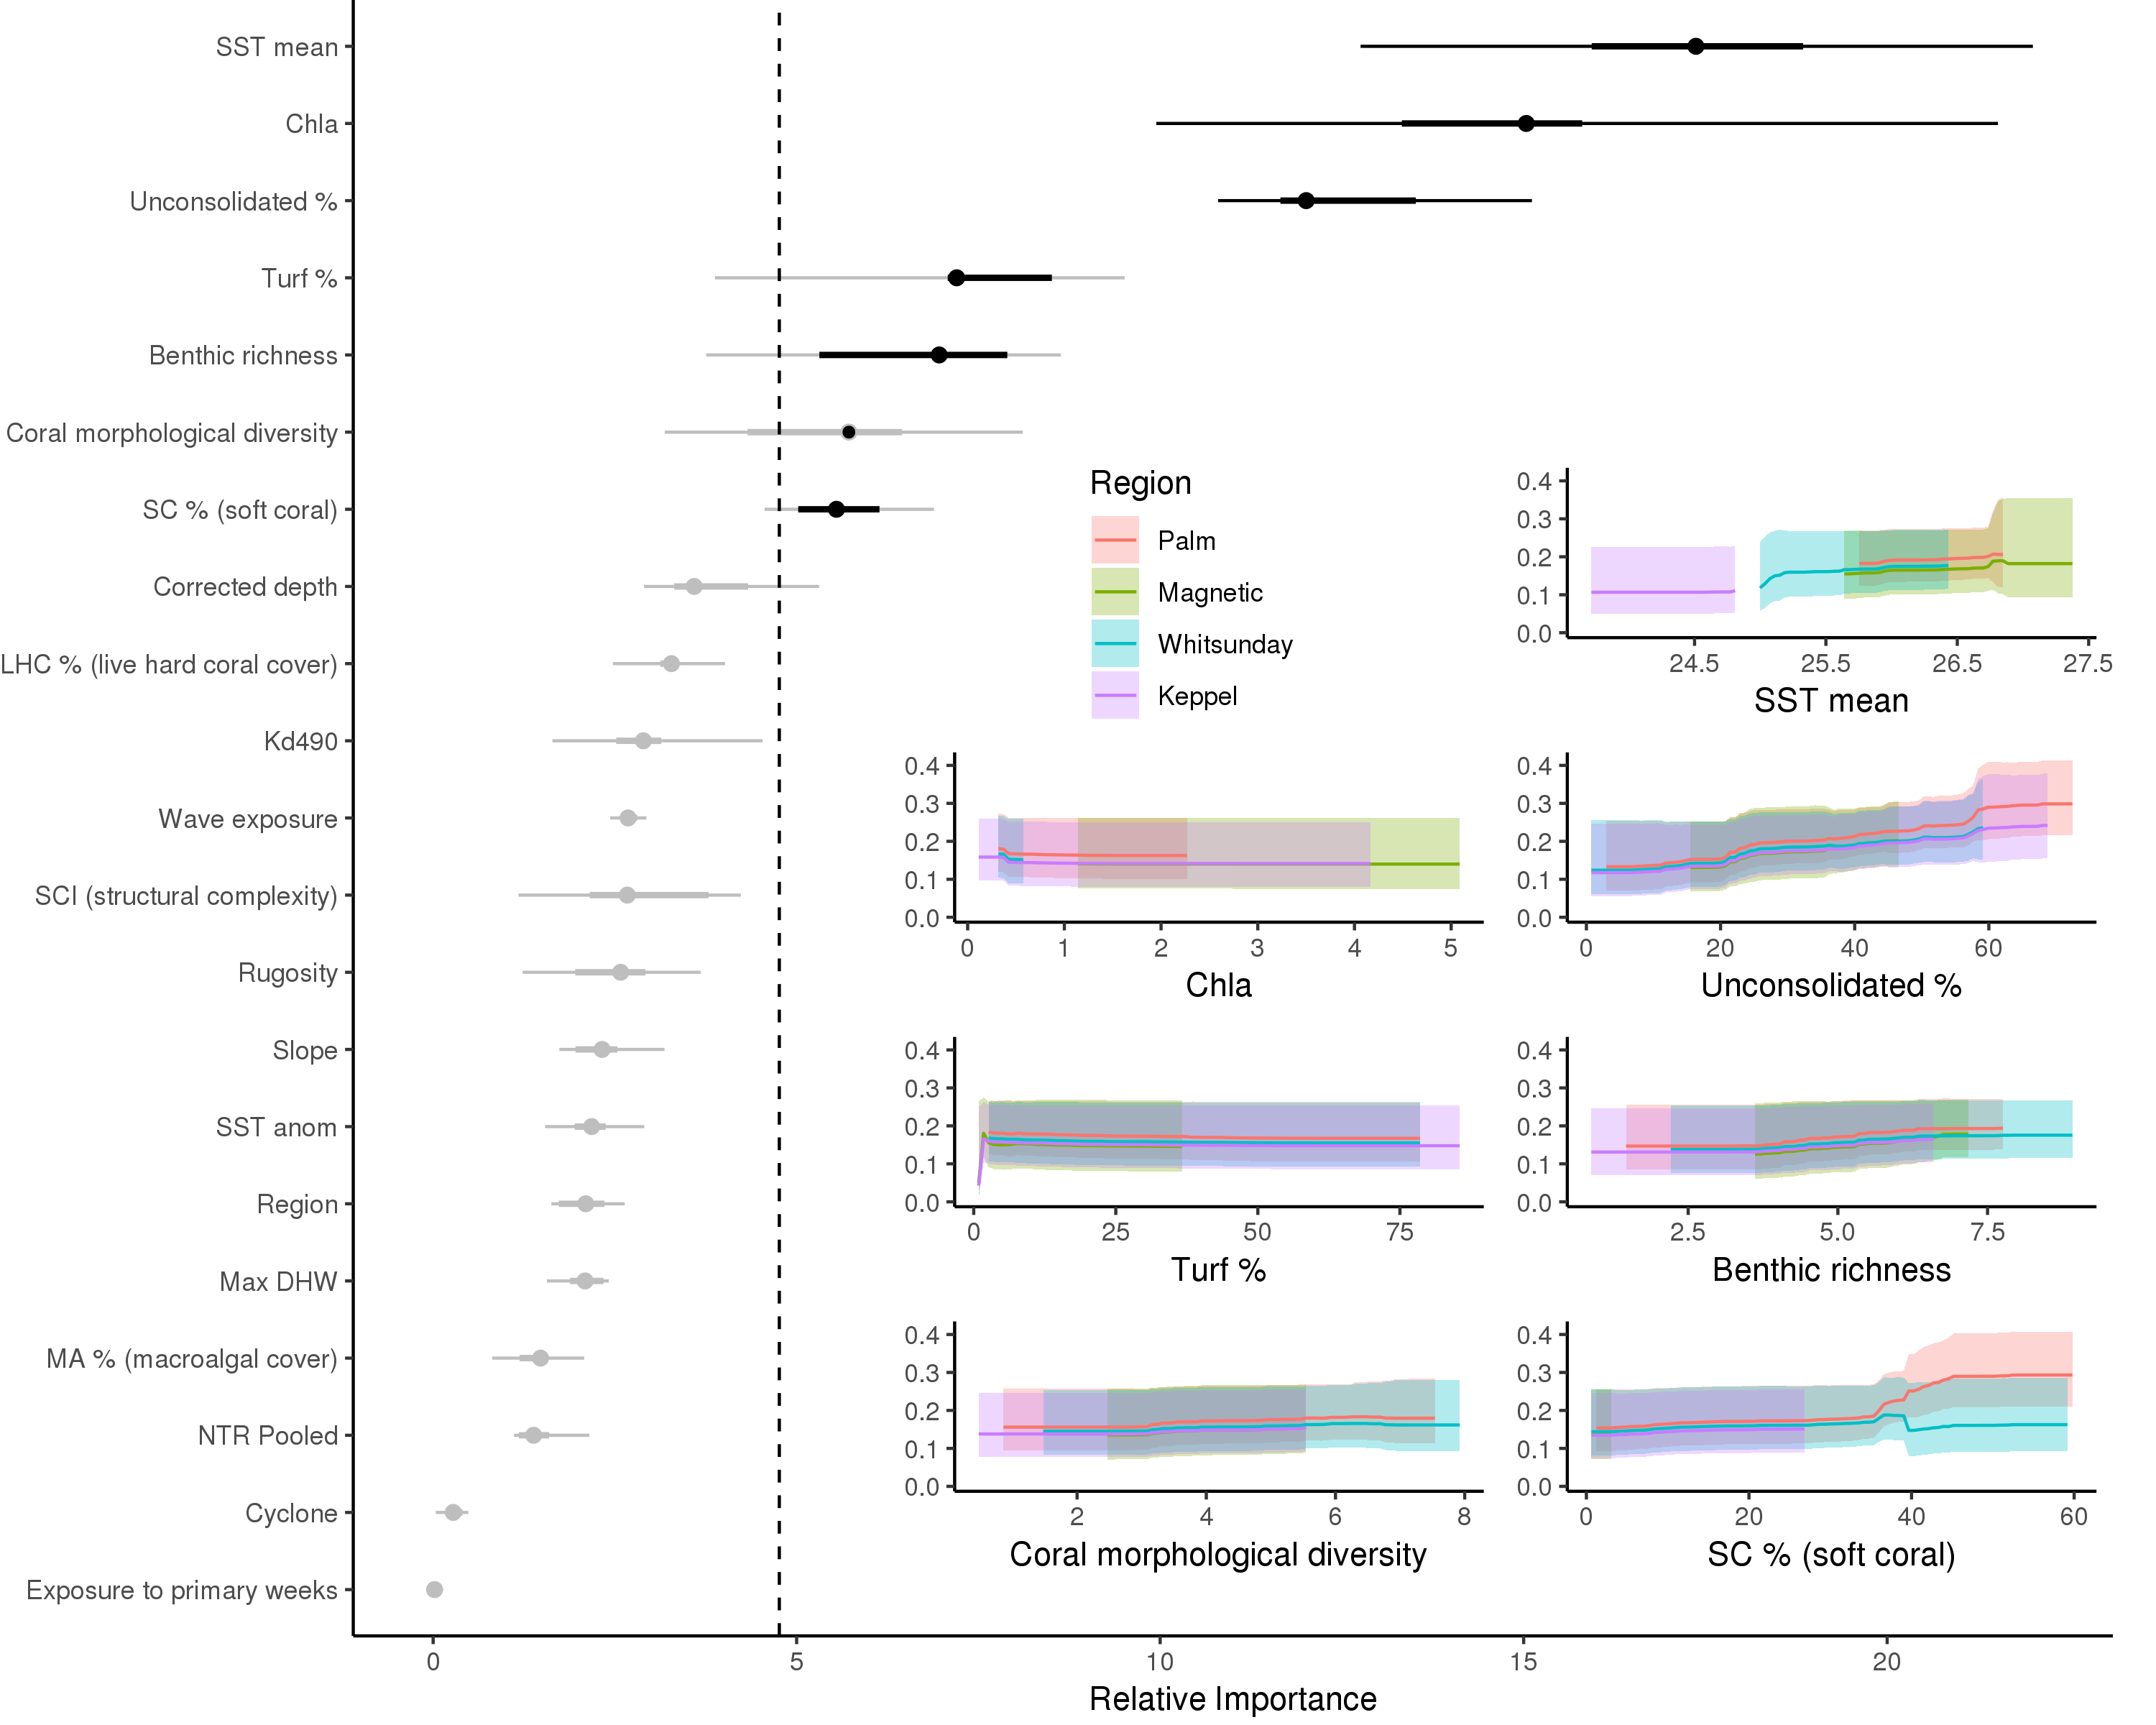 SST mean
Chla
Unconsolidated %
Turf %
Benthic richness
Coral morphological diversity
SC % (soft coral)
Corrected depth
LHC % (live hard coral cover)
Kd490
Wave exposure
SCI (structural complexity)
Rugosity
Slope
SST anom
Region
Max DHW
MA % (macroalgal cover)
NTR Pooled
Cyclone
Exposure to primary weeks
0 5 10 15 20
Relative Importance
Region
Palm
Magnetic
Whitsunday
Keppel
0.4
0.3
0.2
0.1
0.0
24.5 25.5 26.5 27.5
SST mean
0.4
0.3
0.2
0.1
0.0
0 1 2 3 4 5
Chla
0.4
0.3
0.2
0.1
0.0
0 20 40 60
Unconsolidated %
0.4
0.3
0.2
0.1
0.0
0 25 50 75
Turf %
0.4
0.3
0.2
0.1
0.0
2.5 5.0 7.5
Benthic richness
0.4
0.3
0.2
0.1
0.0
2 4 6 8
Coral morphological diversity
0.4
0.3
0.2
0.1
0.0
0 20 40 60
SC % (soft coral)